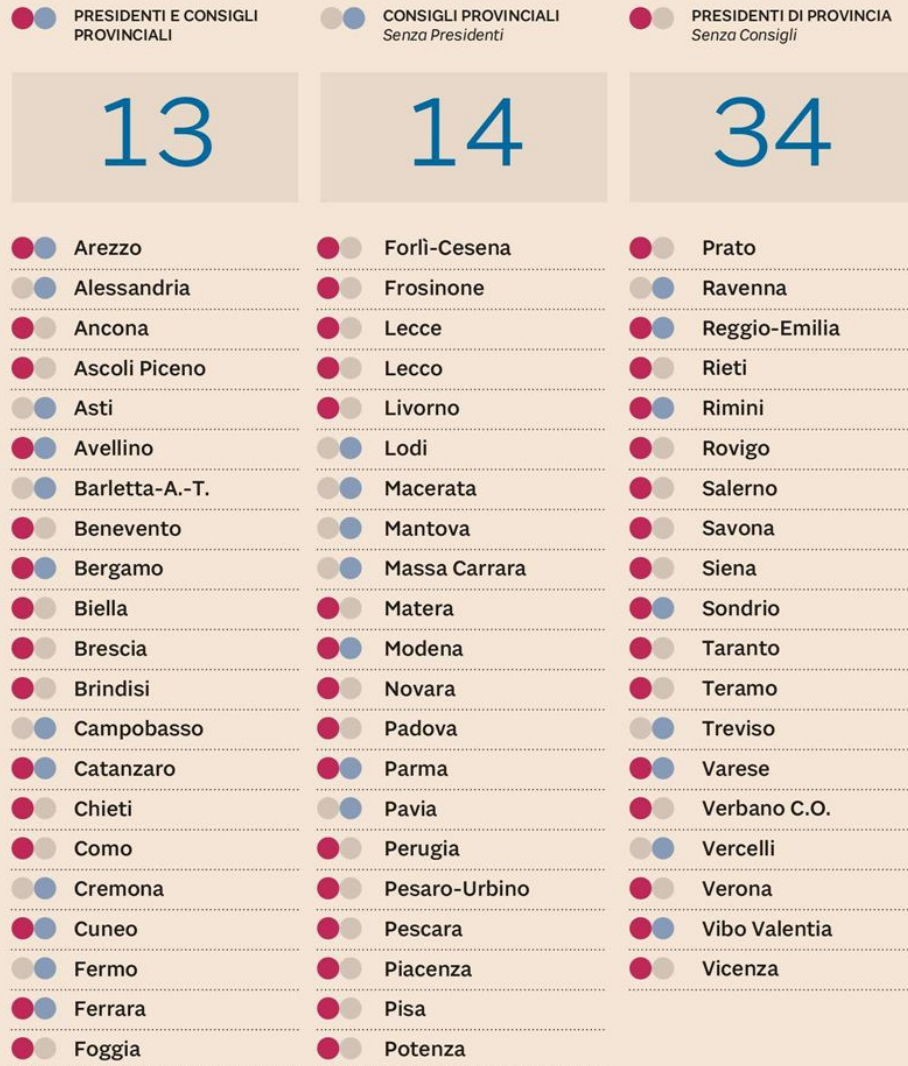 PRESIDENTI E CONSIGLI
PROVINCIALI
CONSIGLI PROVINCIALI
Senza Presidenti
PRESIDENTI DI PROVINCIA
Senza Consigli
13
14
34
Arezzo
Alessandria
Ancona
Ascoli Piceno
Asti
Avellino
Barletta-A.-T.
Benevento
Bergamo
Biella
Brescia
Brindisi
Campobasso
Catanzaro
Chieti
Como
Cremona
Cuneo
Fermo
Ferrara
Foggia
Forlì-Cesena
Frosinone
Lecce
Lecco
Livorno
Lodi
Macerata
Mantova
Massa Carrara
Matera
Modena
Novara
Padova
Parma
Pavia
Perugia
Pesaro-Urbino
Pescara
Piacenza
Pisa
Potenza
Prato
Ravenna
Reggio-Emilia
Rieti
Rimini
Rovigo
Salerno
Savona
Siena
Sondrio
Taranto
Teramo
Treviso
Varese
Verbano C.O.
Vercelli
Verona
Vibo Valentia
Vicenza